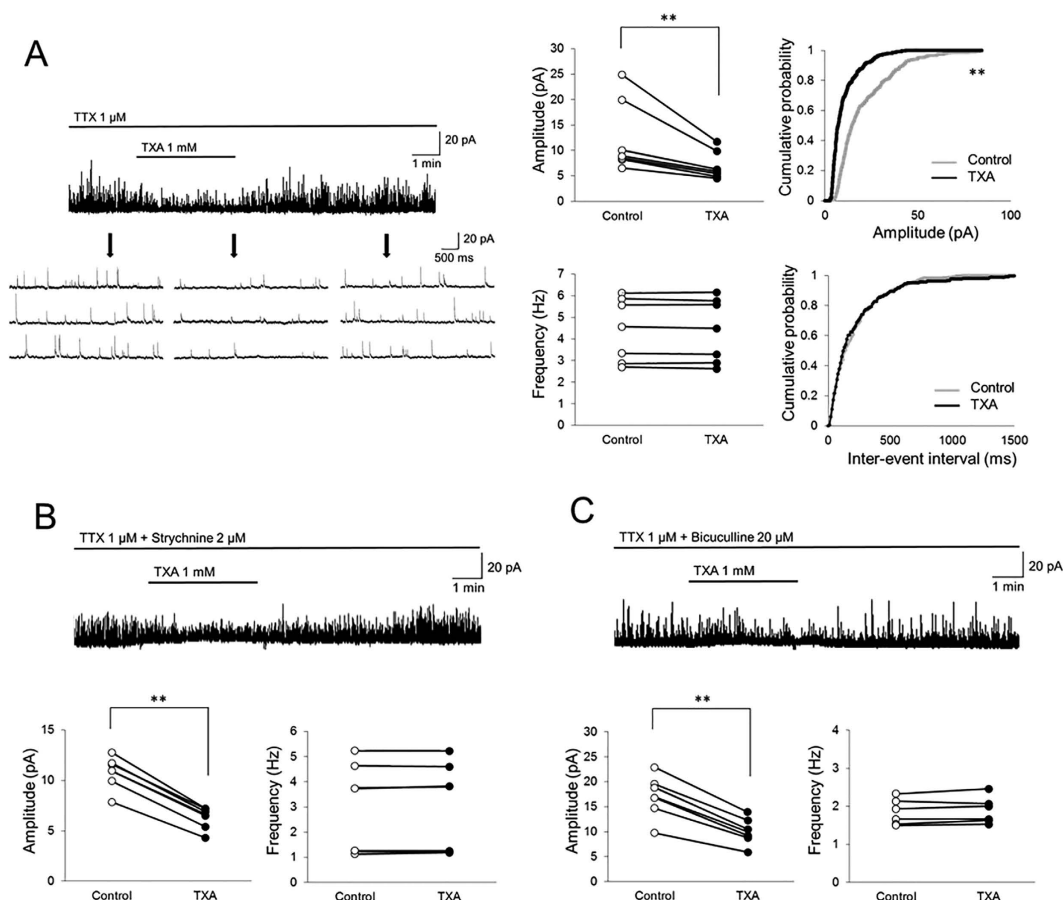 A
TTX 1 µM
TXA 1 mM
20 pA
1 min
20 pA
500 ms
**
Amplitude (pA)
30
25
20
15
10
5
0
Control
TXA
Cumulative probability
1
0.8
0.6
0.4
0.2
0
**
Control
TXA
0
50
100
Amplitude (pA)
Frequency (Hz)
7
6
5
4
3
2
1
0
Control
TXA
Cumulative probability
1
0.8
0.6
0.4
0.2
0
Control
TXA
0
500
1000
1500
Inter-event interval (ms)
B
TTX 1 µM + Strychnine 2 µM
TXA 1 mM
20 pA
1 min
**
Amplitude (pA)
15
10
5
0
Control
TXA
Frequency (Hz)
6
5
4
3
2
1
0
Control
TXA
C
TTX 1 µM + Bicuculline 20 µM
TXA 1 mM
20 pA
1 min
**
Amplitude (pA)
30
25
20
15
10
5
0
Control
TXA
Frequency (Hz)
4
3
2
1
0
Control
TXA